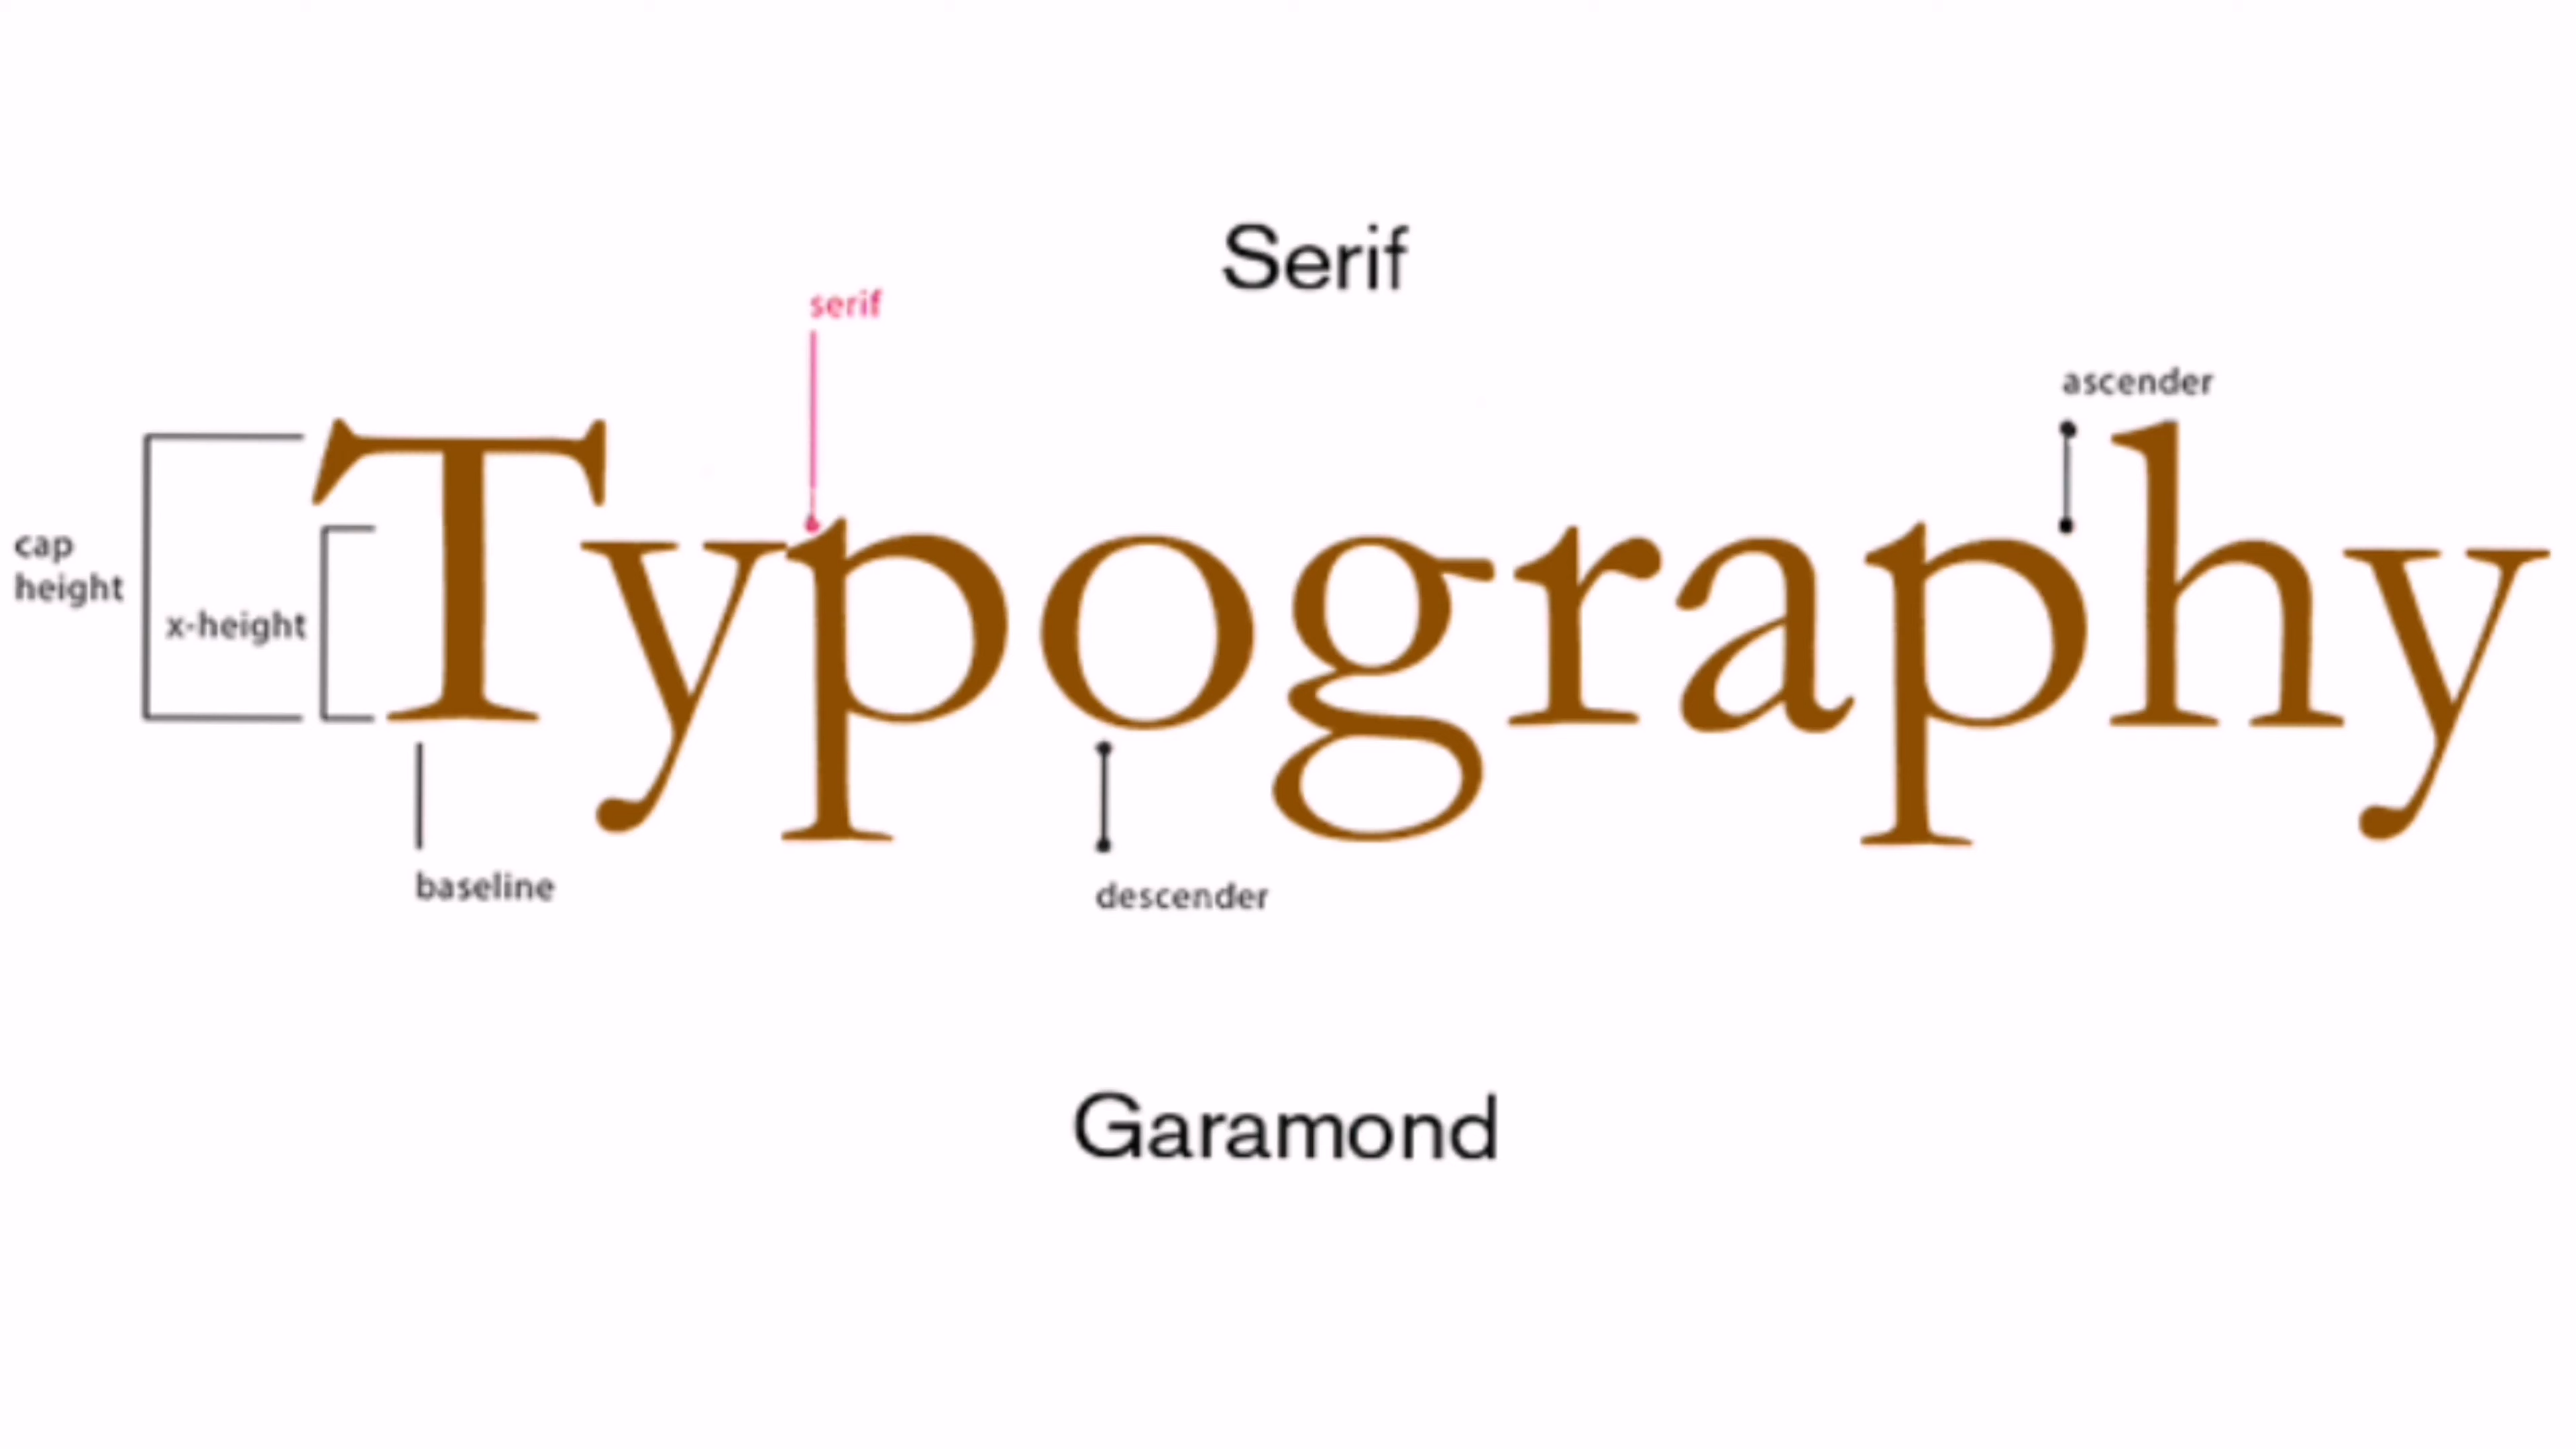 Serif
serif
ascender
Typography
cap
height
x-height
baseline
descender
Garamond